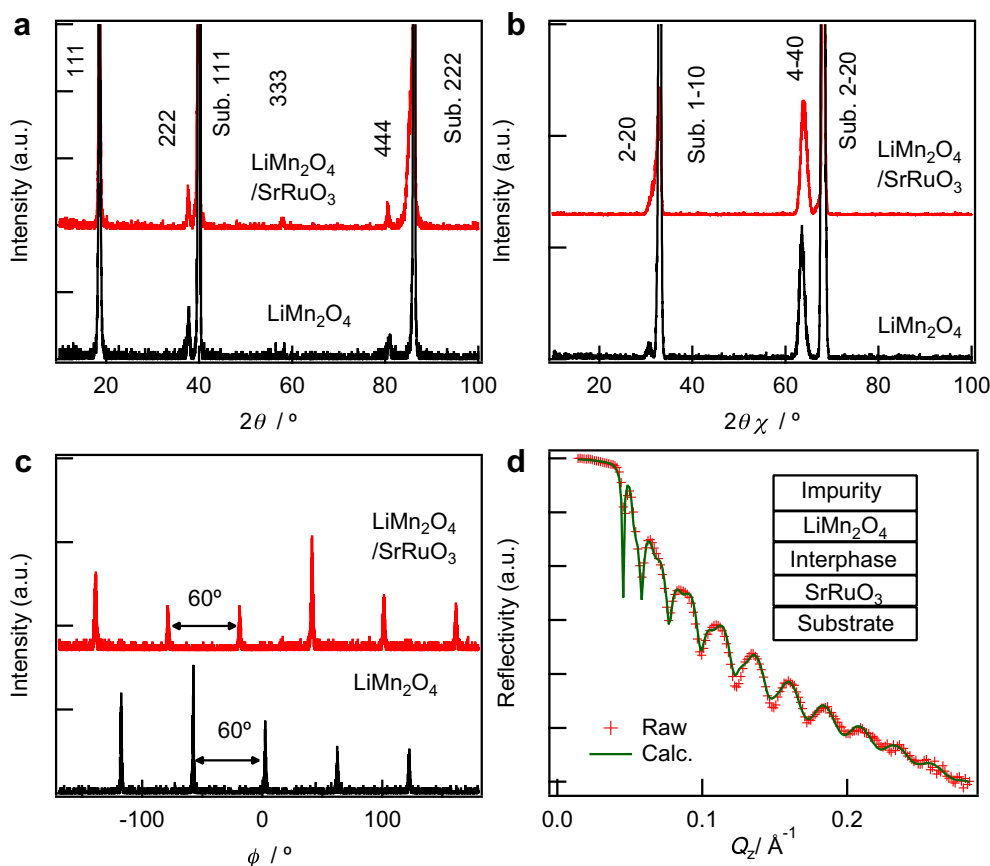 a
111
222
Sub. 111
333
444
Sub. 222
LiMn₂O₄
/SrRuO₃
LiMn₂O₄
Intensity (a.u.)
20
40
60
80
100
2θ / º
b
2-20
Sub. 1-10
4-40
Sub. 2-20
LiMn₂O₄
/SrRuO₃
LiMn₂O₄
Intensity (a.u.)
20
40
60
80
100
2θχ / º
c
LiMn₂O₄
/SrRuO₃
60º
LiMn₂O₄
60º
Intensity (a.u.)
-100
0
100
ϕ / º
d
Impurity
LiMn₂O₄
Interphase
SrRuO₃
Substrate
Reflectivity (a.u.)
Raw
Calc.
0.0
0.1
0.2
Q_z/ Å⁻¹